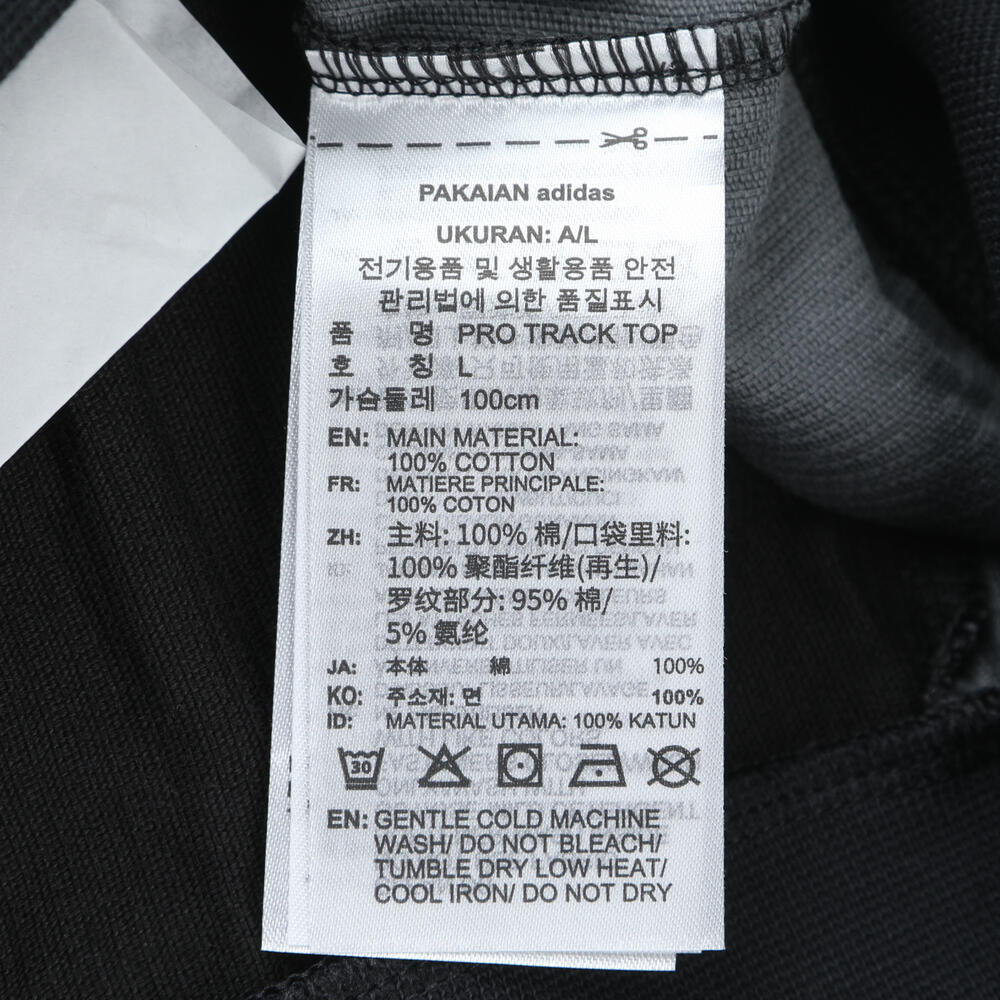 PAKAIAN adidas
UKURAN: A/L
전기용품 및 생활용품 안전
관리법에 의한 품질표시
품 명 PRO TRACK TOP
호 칭 L
가슴둘레 100cm
EN: MAIN MATERIAL:
100% COTTON
FR: MATIERE PRINCIPALE:
100% COTON
ZH: 主料: 100% 棉/口袋里料:
100% 聚酯纤维(再生)/
罗纹部分: 95% 棉/
5% 氨纶
JA: 本体 綿 100%
KO: 주소재: 면 100%
ID: MATERIAL UTAMA: 100% KATUN
30
EN: GENTLE COLD MACHINE
WASH/ DO NOT BLEACH/
TUMBLE DRY LOW HEAT/
COOL IRON/ DO NOT DRY